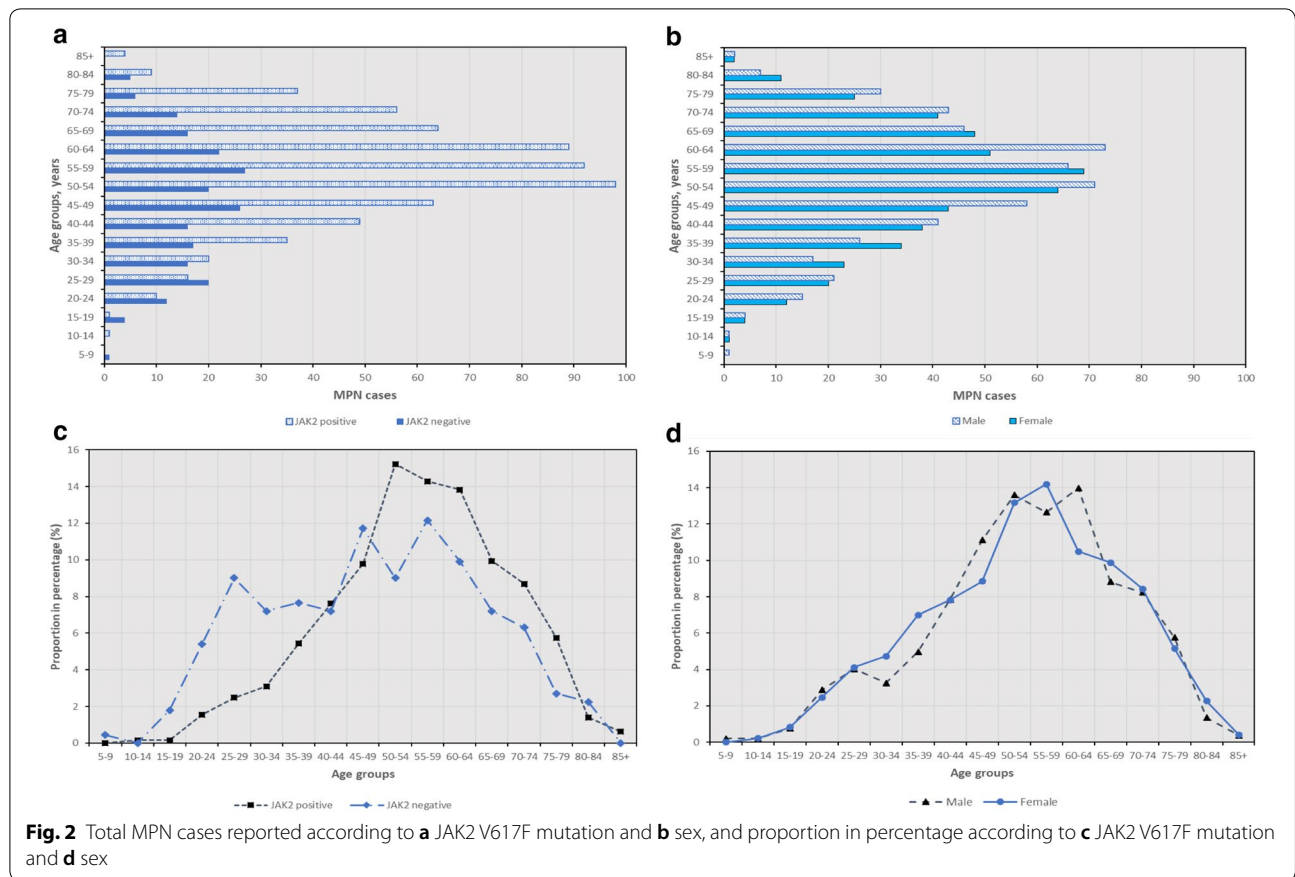 a
Age groups, years
85+
80-84
75-79
70-74
65-69
60-64
55-59
50-54
45-49
40-44
35-39
30-34
25-29
20-24
15-19
10-14
5-9
0 10 20 30 40 50 60 70 80 90 100
MPN cases
JAK2 positive JAK2 negative
b
Age groups, years
85+
80-84
75-79
70-74
65-69
60-64
55-59
50-54
45-49
40-44
35-39
30-34
25-29
20-24
15-19
10-14
5-9
0 10 20 30 40 50 60 70 80 90 100
MPN cases
Male Female
c
Proportion in percentage (%)
16
14
12
10
8
6
4
2
0
5-9 10-14 15-19 20-24 25-29 30-34 35-39 40-44 45-49 50-54 55-59 60-64 65-69 70-74 75-79 80-84 85+
Age groups
JAK2 positive JAK2 negative
d
Proportion in percentage (%)
16
14
12
10
8
6
4
2
0
5-9 10-14 15-19 20-24 25-29 30-34 35-39 40-44 45-49 50-54 55-59 60-64 65-69 70-74 75-79 80-84 85+
Age groups
Male Female
Fig. 2 Total MPN cases reported according to a JAK2 V617F mutation and b sex, and proportion in percentage according to c JAK2 V617F mutation
and d sex